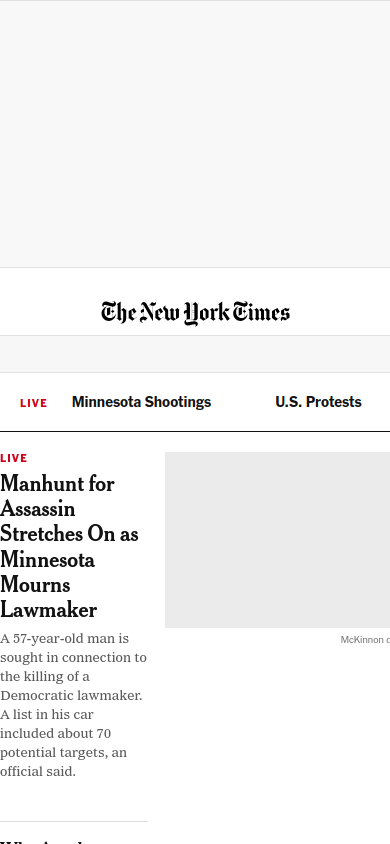 The New York Times
LIVE Minnesota Shootings U.S. Protests
LIVE
Manhunt for
Assassin
Stretches On as
Minnesota
Mourns
Lawmaker
A 57-year-old man is
sought in connection to
the killing of a
Democratic lawmaker.
A list in his car
included about 70
potential targets, an
official said.
McKinnon